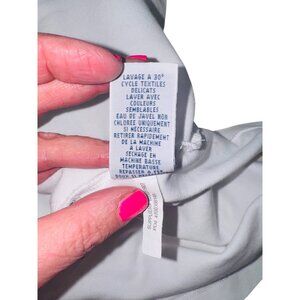 LAVAGE A 30°
CYCLE TEXTILES
DELICATS
LAVER AVEC
COULEURS
SEMBLABLES
EAU DE JAVEL NON
CHLOREE UNIQUEMENT
SI NECESSAIRE
RETIRER RAPIDEMENT
DE LA MACHINE
A LAVER
SECHAGE EN
MACHINE BASSE
TEMPERATURE
REPASSER A